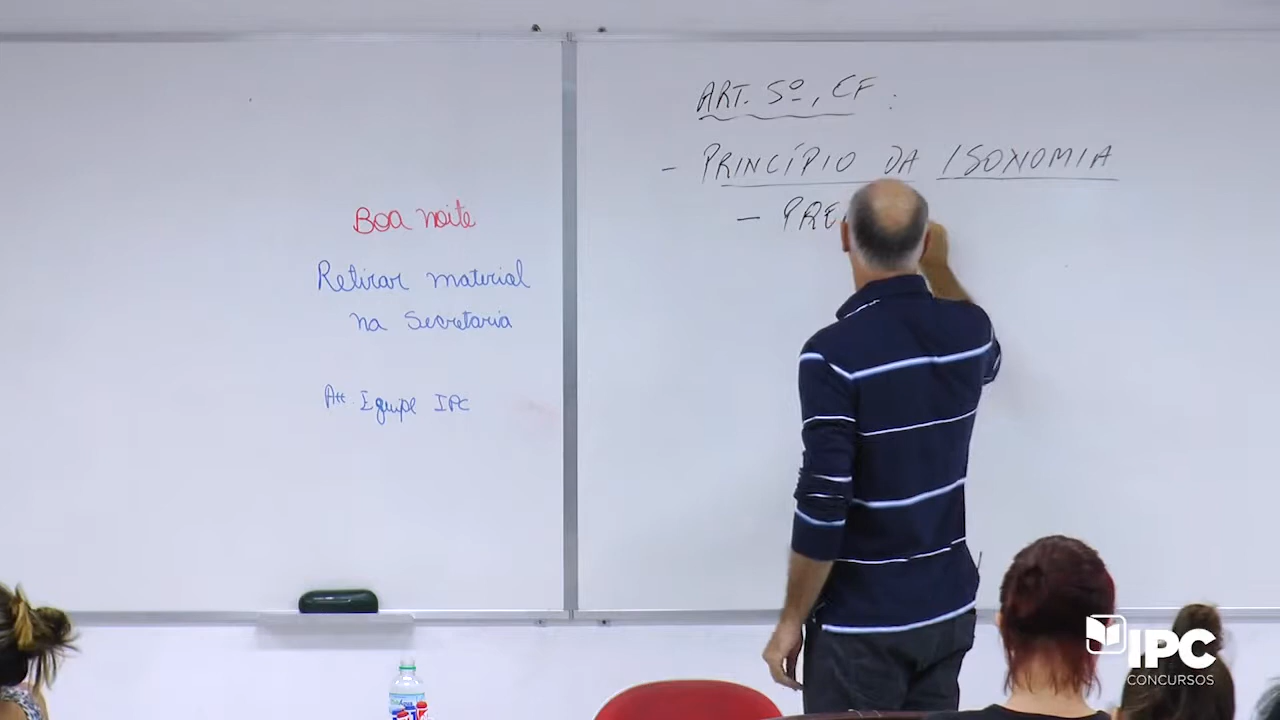 Boa noite
Retirar material
na Secretaria
Att Equipe IPC
ART. 5º, CF:
- PRINCÍPIO DA ISONOMIA
IPC
CONCURSOS